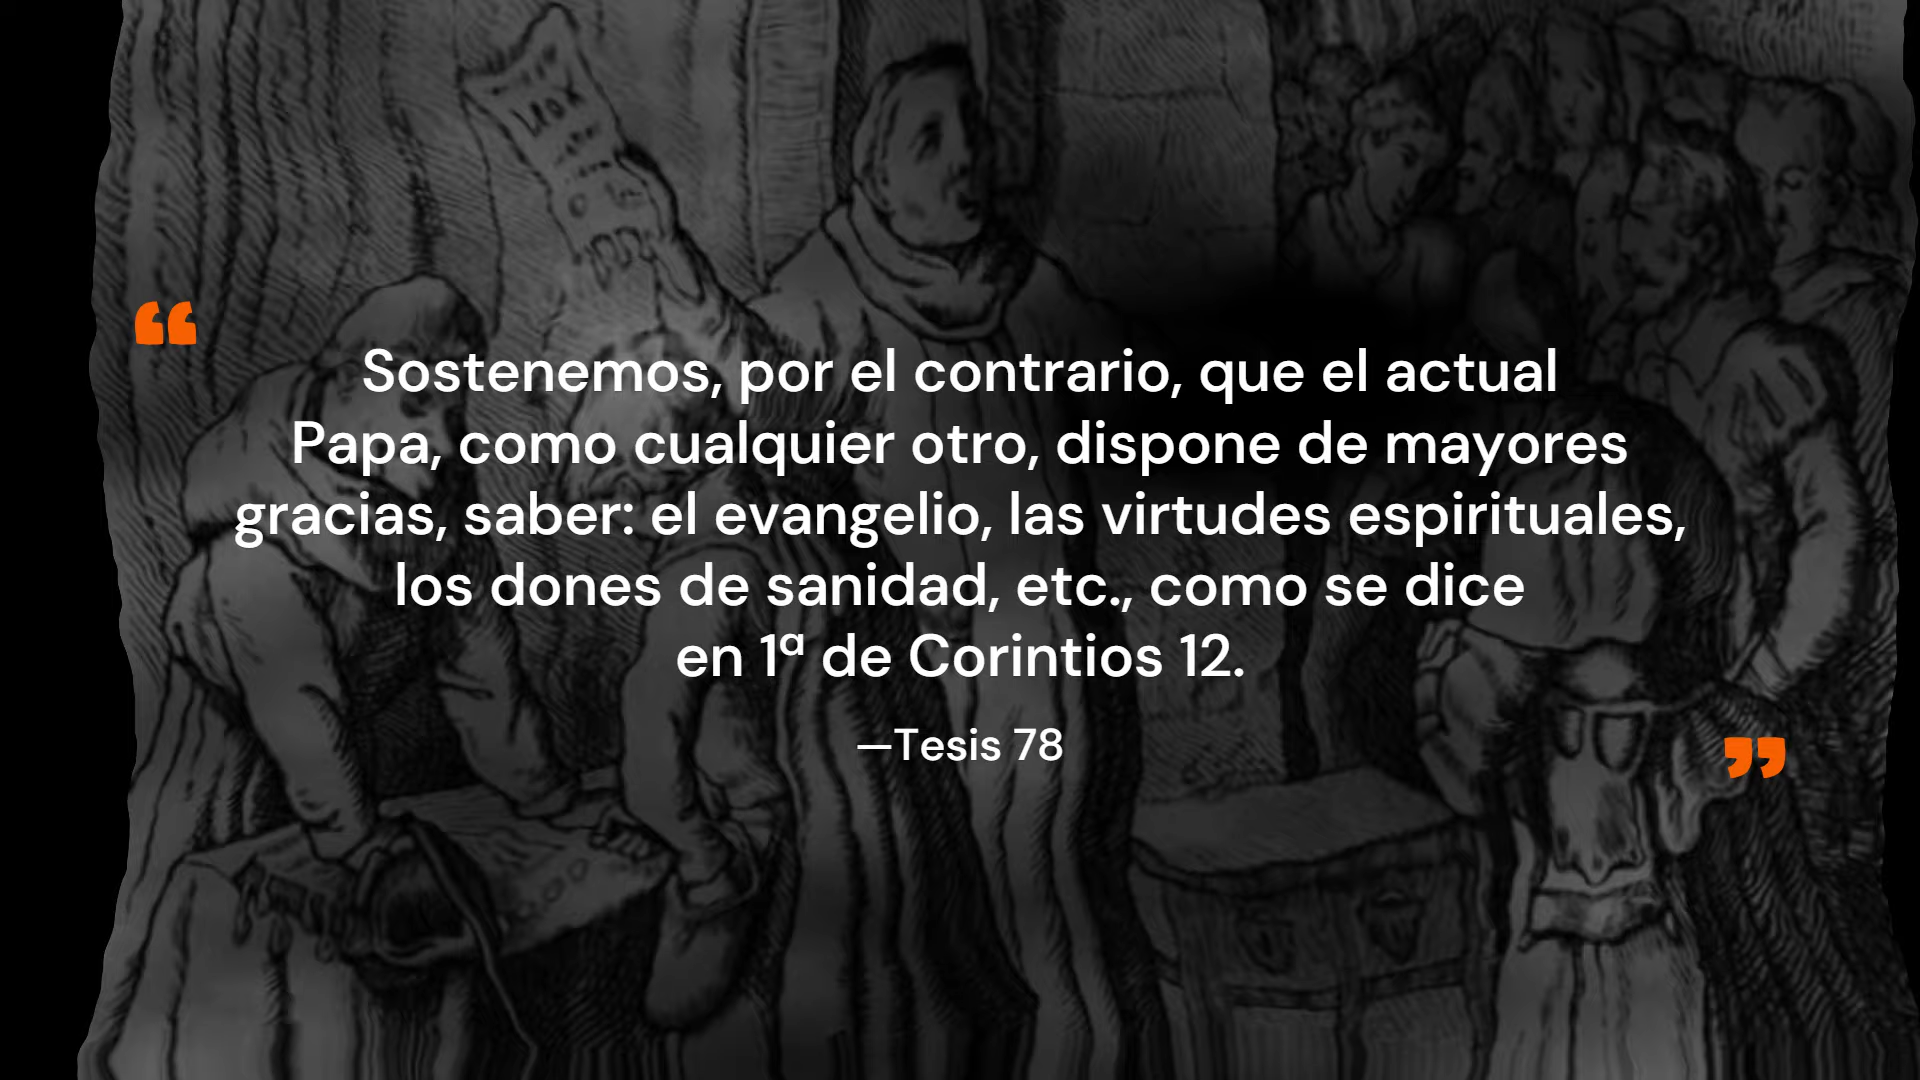 “
Sostenemos, por el contrario, que el actual
Papa, como cualquier otro, dispone de mayores
gracias, saber: el evangelio, las virtudes espirituales,
los dones de sanidad, etc., como se dice
en 1ª de Corintios 12.
—Tesis 78
”